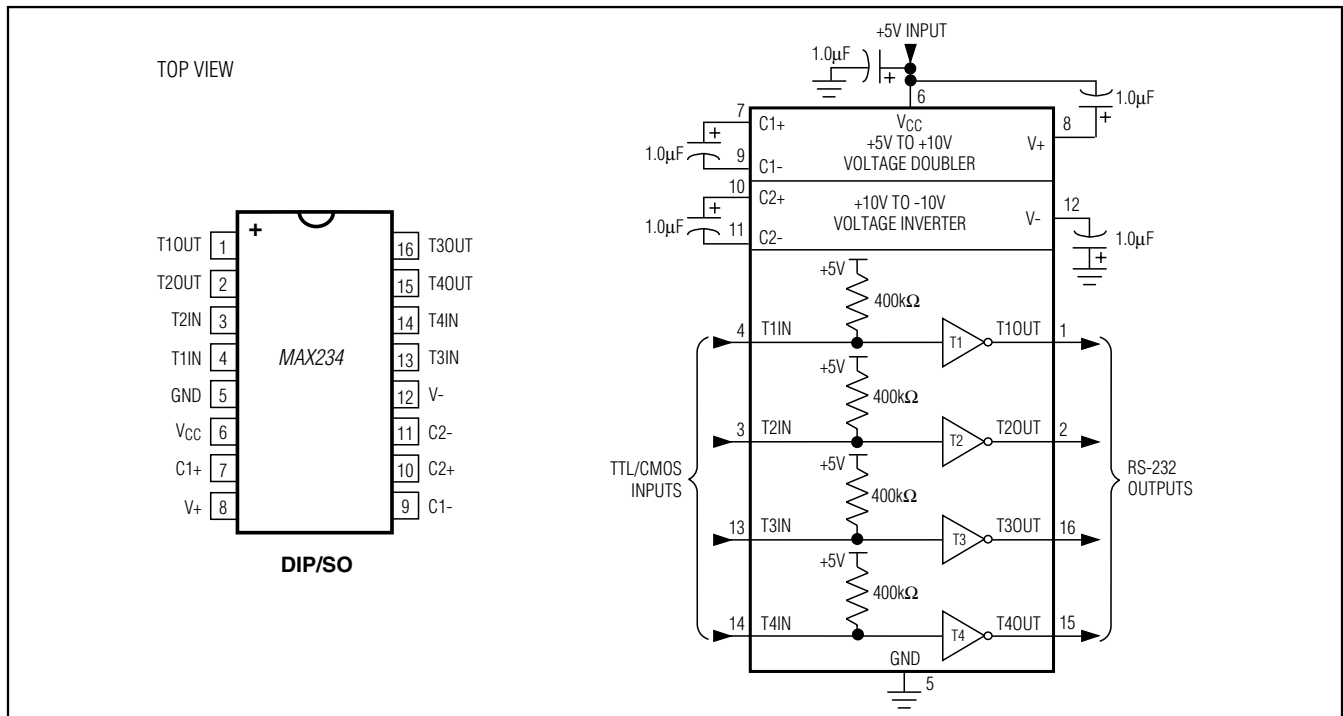 TOP VIEW
+
MAX234
T1OUT 1
T2OUT 2
T2IN 3
T1IN 4
GND 5
VCC 6
C1+ 7
V+ 8
16 T3OUT
15 T4OUT
14 T4IN
13 T3IN
12 V-
11 C2-
10 C2+
9 C1-
DIP/SO
+5V INPUT
1.0µF
+
6
1.0µF
+
7
C1+
VCC
+5V TO +10V
VOLTAGE DOUBLER
8
V+
1.0µF
+
9
C1-
10
C2+
+10V TO -10V
VOLTAGE INVERTER
V-
12
1.0µF
+
11
C2-
1.0µF
+
+5V
400kΩ
4 T1IN
T1
T1OUT 1
+5V
400kΩ
3 T2IN
T2
T2OUT 2
TTL/CMOS
INPUTS
RS-232
OUTPUTS
+5V
400kΩ
13 T3IN
T3
T3OUT 16
+5V
400kΩ
14 T4IN
T4
T4OUT 15
GND
5